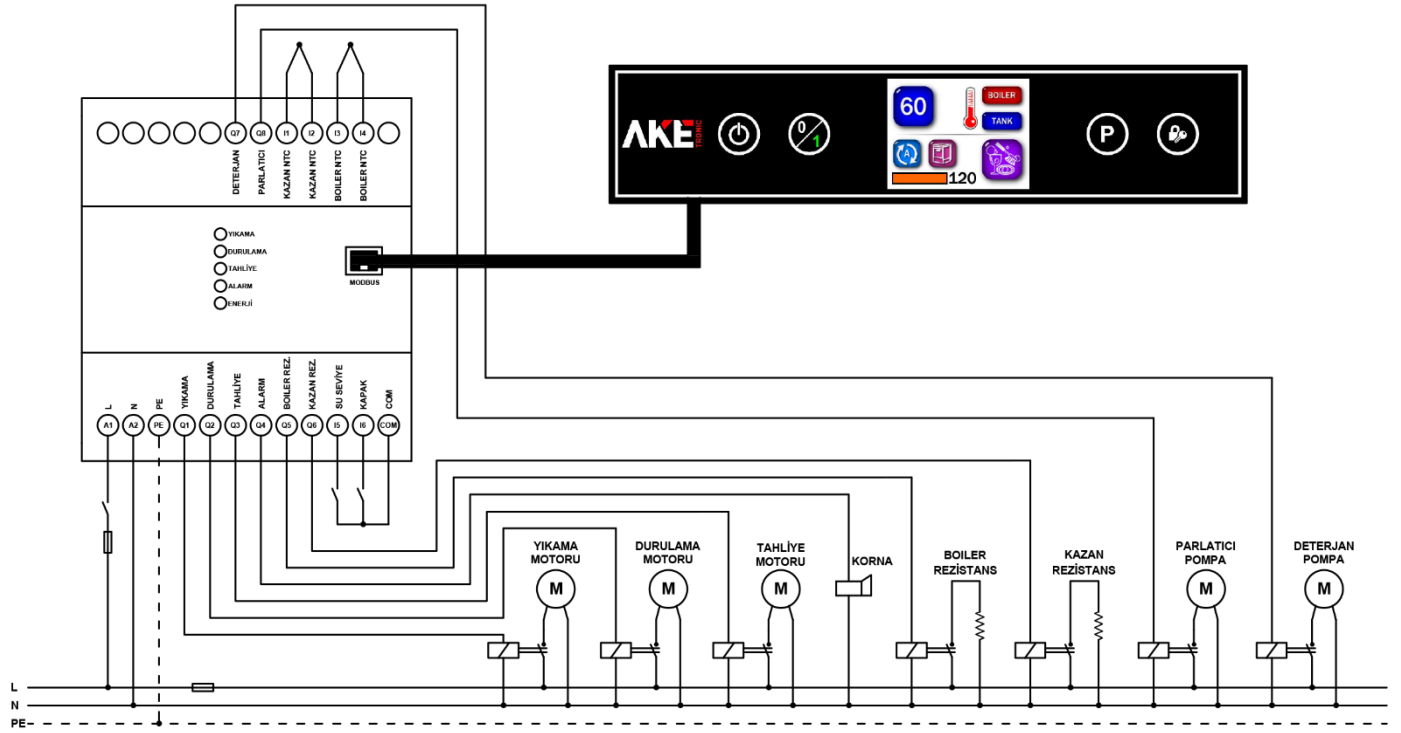 Q7
Q8
I1
I2
I3
I4
DETERJAN
PARLATICI
KAZAN NTC
KAZAN NTC
BOILER NTC
BOILER NTC
YIKAMA
DURULAMA
TAHLİYE
ALARM
ENERJİ
MODBUS
AKE
TRONIC
0
1
60
BOILER
TANK
A
120
P
L
N
PE
YIKAMA
DURULAMA
TAHLİYE
ALARM
BOILER REZ.
KAZAN REZ.
SU SEVİYE
KAPAK
COM
A1
A2
PE
Q1
Q2
Q3
Q4
Q5
Q6
I5
I6
COM
YIKAMA
MOTORU
M
DURULAMA
MOTORU
M
TAHLİYE
MOTORU
M
KORNA
BOILER
REZİSTANS
KAZAN
REZİSTANS
PARLATICI
POMPA
M
DETERJAN
POMPA
M
L
N
PE